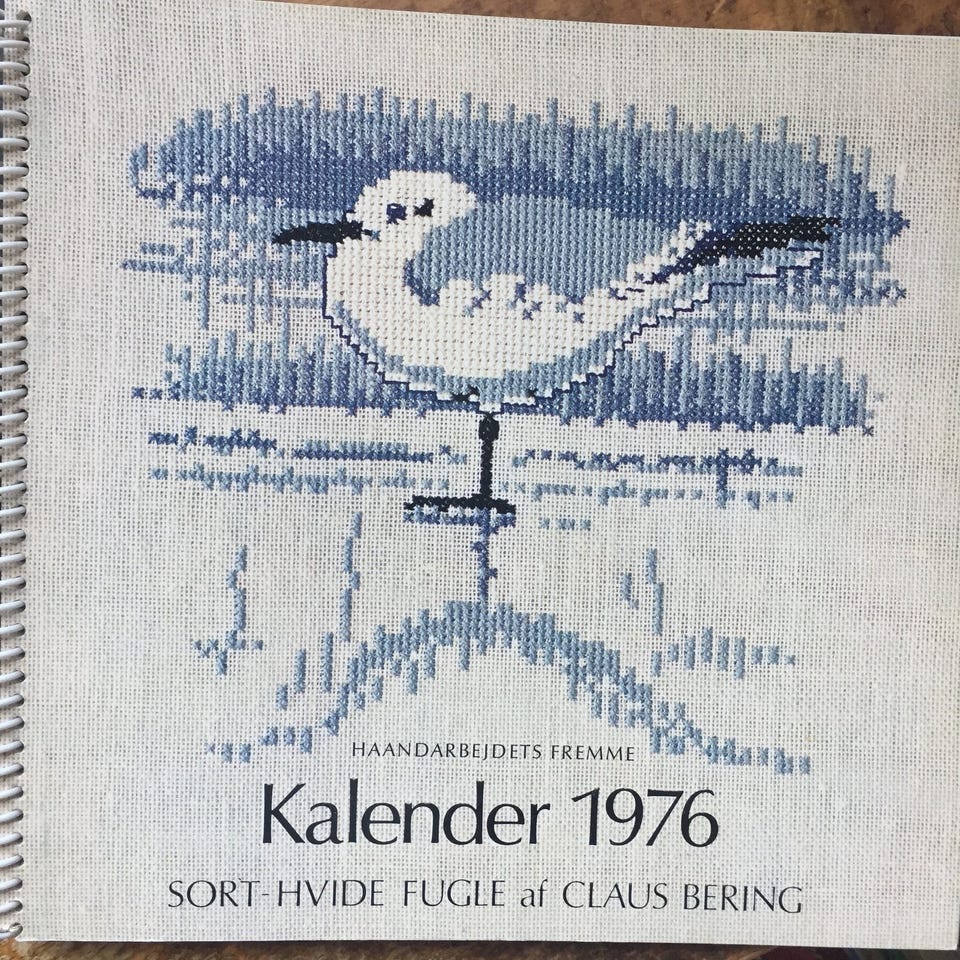 HAANDARBEJDETS FREMME
Kalender 1976
SORT-HVIDE FUGLE af CLAUS BERING